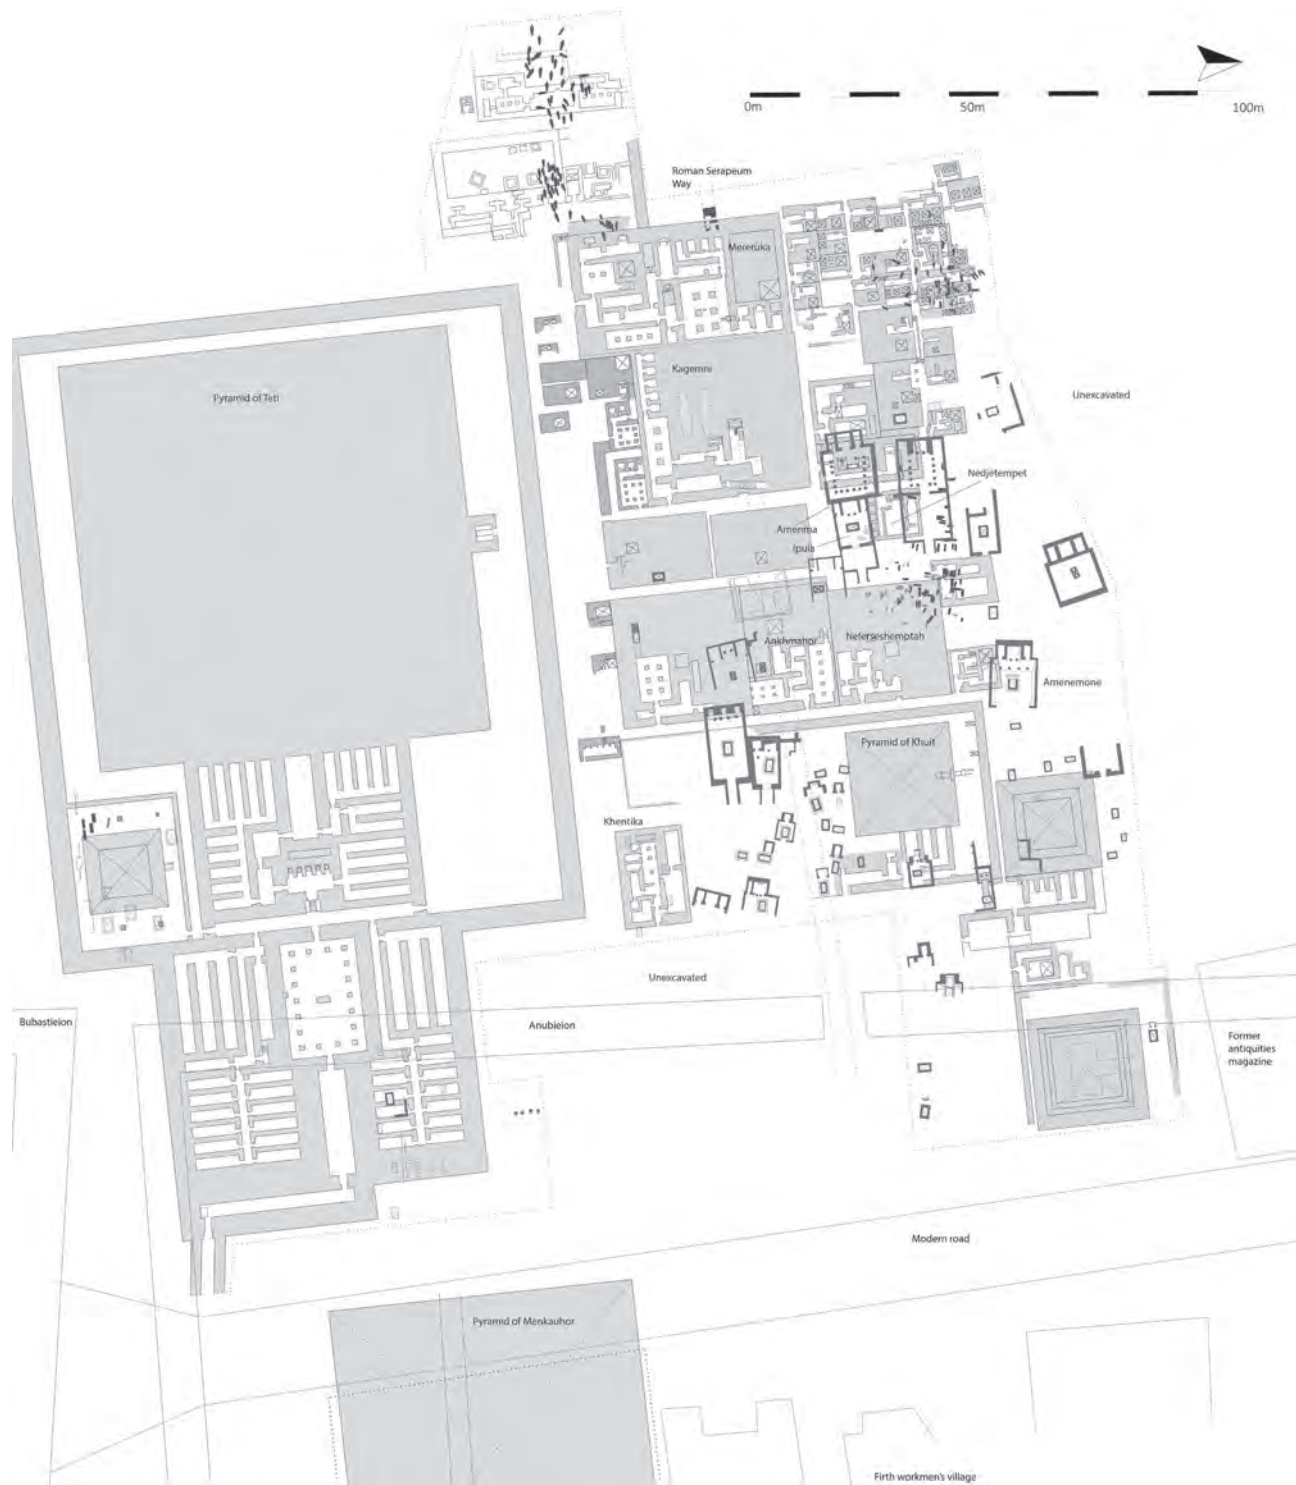 0m
50m
100m
Roman Serapeum
Way
Mereruka
Kagemni
Pyramid of Teti
Unexcavated
Nedjetempet
Amenma
Ipuia
Ankhmahor
Neferseshemptah
Amenemone
Pyramid of Khuit
Khentika
Unexcavated
Bubastieion
Anubieion
Former
antiquities
magazine
Modern road
Pyramid of Menkauhor
Firth workmen's village